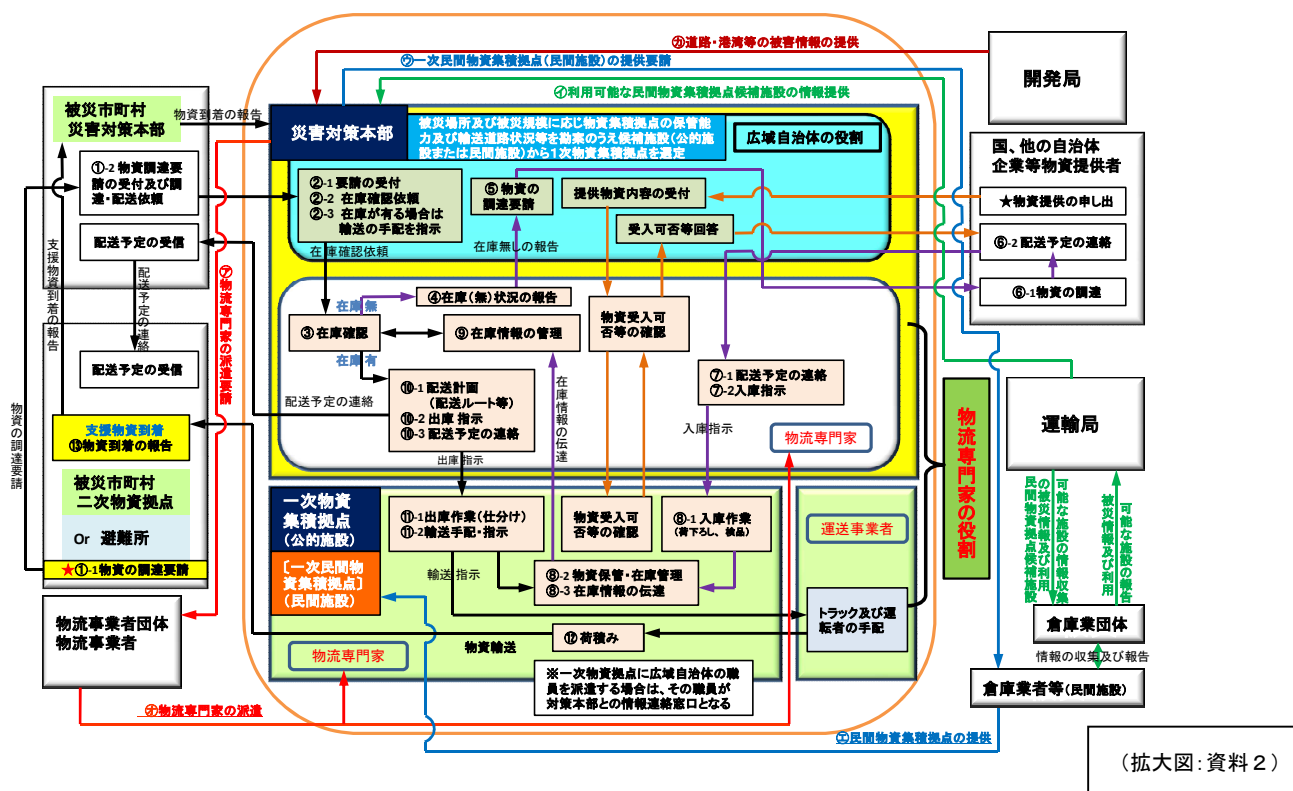 ㋕道路・港湾等の被害情報の提供
㋒一次民間物資集積拠点(民間施設)の提供要請
㋑利用可能な民間物資集積拠点候補施設の情報提供
開発局
被災市町村
災害対策本部
物資到着の報告
①-2 物資調達要
請の受付及び調
達・配送依頼
配送予定の受信
配送予定の連絡
支援物資到着の報告
物資の調達要請
配送予定の受信
支援物資到着
⑬物資到着の報告
被災市町村
二次物資拠点
Or 避難所
★①-1物資の調達要請
物流事業者団体
物流事業者
㋐物流専門家の派遣要請
㋔物流専門家の派遣
災害対策本部
被災場所及び被災規模に応じ物資集積拠点の保管能
力及び輸送道路状況等を勘案のうえ候補施設(公的施
設または民間施設)から1次物資集積拠点を選定
広域自治体の役割
②-1 要請の受付
②-2 在庫確認依頼
②-3 在庫が有る場合は
輸送の手配を指示
⑤物資の
調達要請
提供物資内容の受付
受入可否等回答
在庫確認依頼
在庫無しの報告
在庫無
④在庫(無)状況の報告
③在庫確認
⑨在庫情報の管理
在庫有
物資受入可
否等の確認
⑦-1 配送予定の連絡
⑦-2入庫指示
⑩-1 配送計画
(配送ルート等)
⑩-2 出庫 指示
⑩-3 配送予定の連絡
配送予定の連絡
在庫情報の伝達
入庫指示
物流専門家
出庫 指示
一次物資
集積拠点
(公的施設)
[一次民間物
資集積拠点]
(民間施設)
⑪-1出庫作業(仕分け)
⑪-2輸送手配・指示
物資受入可
否等の確認
⑧-1 入庫作業
(荷下ろし、検品)
輸送 指示
⑧-2 物資保管・在庫管理
⑧-3 在庫情報の伝達
運送事業者
トラック及び運
転者の手配
⑫荷積み
物資輸送
物流専門家
※一次物資拠点に広域自治体の職
員を派遣する場合は、その職員が
対策本部との情報連絡窓口となる
物流専門家の役割
国、他の自治体
企業等物資提供者
★物資提供の申し出
⑥-2 配送予定の連絡
⑥-1物資の調達
運輸局
民間物資集積拠点候補施設
の被災情報及び利用
可能な施設の情報収集
被災情報及び利用
可能な施設の報告
倉庫業団体
情報の収集及び報告
倉庫業者等(民間施設)
㋓民間物資集積拠点の提供
(拡大図:資料2)